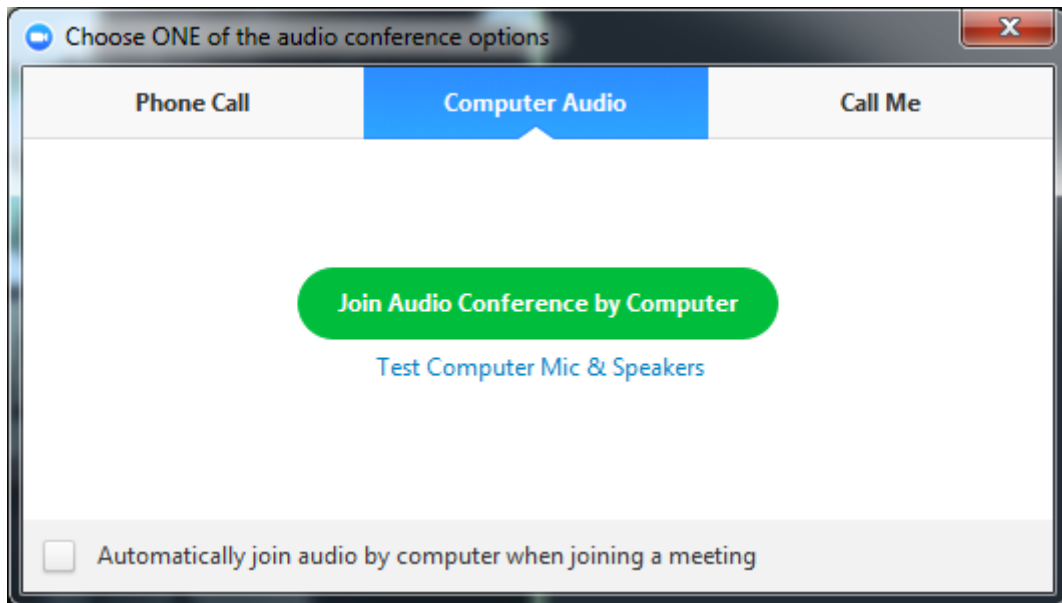 Choose ONE of the audio conference options
Phone Call
Computer Audio
Call Me
Join Audio Conference by Computer
Test Computer Mic & Speakers
Automatically join audio by computer when joining a meeting